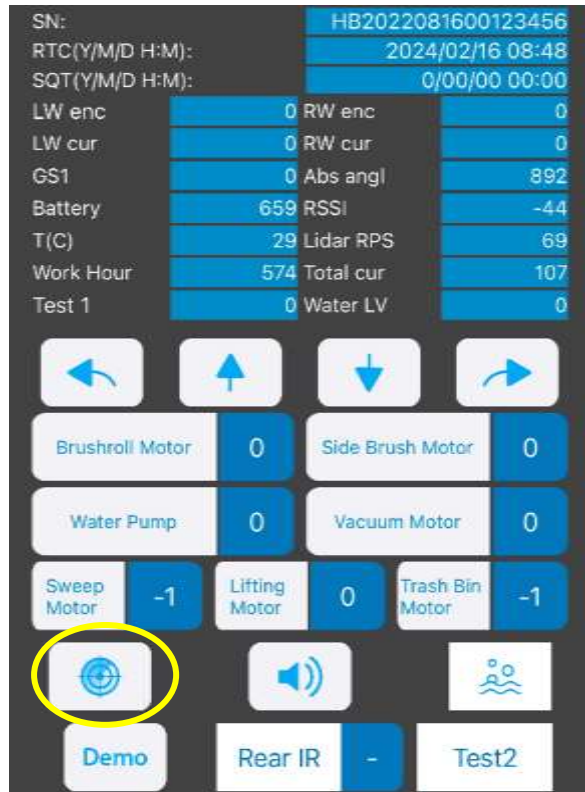 SN: HB2022081600123456
RTC(Y/M/D H:M): 2024/02/16 08:48
SQT(Y/M/D H:M): 0/00/00 00:00
LW enc 0 RW enc 0
LW cur 0 RW cur 0
GS1 0 Abs angl 892
Battery 659 RSSI -44
T(C) 29 Lidar RPS 69
Work Hour 574 Total cur 107
Test 1 0 Water LV 0
Brushroll Motor 0 Side Brush Motor 0
Water Pump 0 Vacuum Motor 0
Sweep Motor -1 Lifting Motor 0 Trash Bin Motor -1
Demo Rear IR - Test2